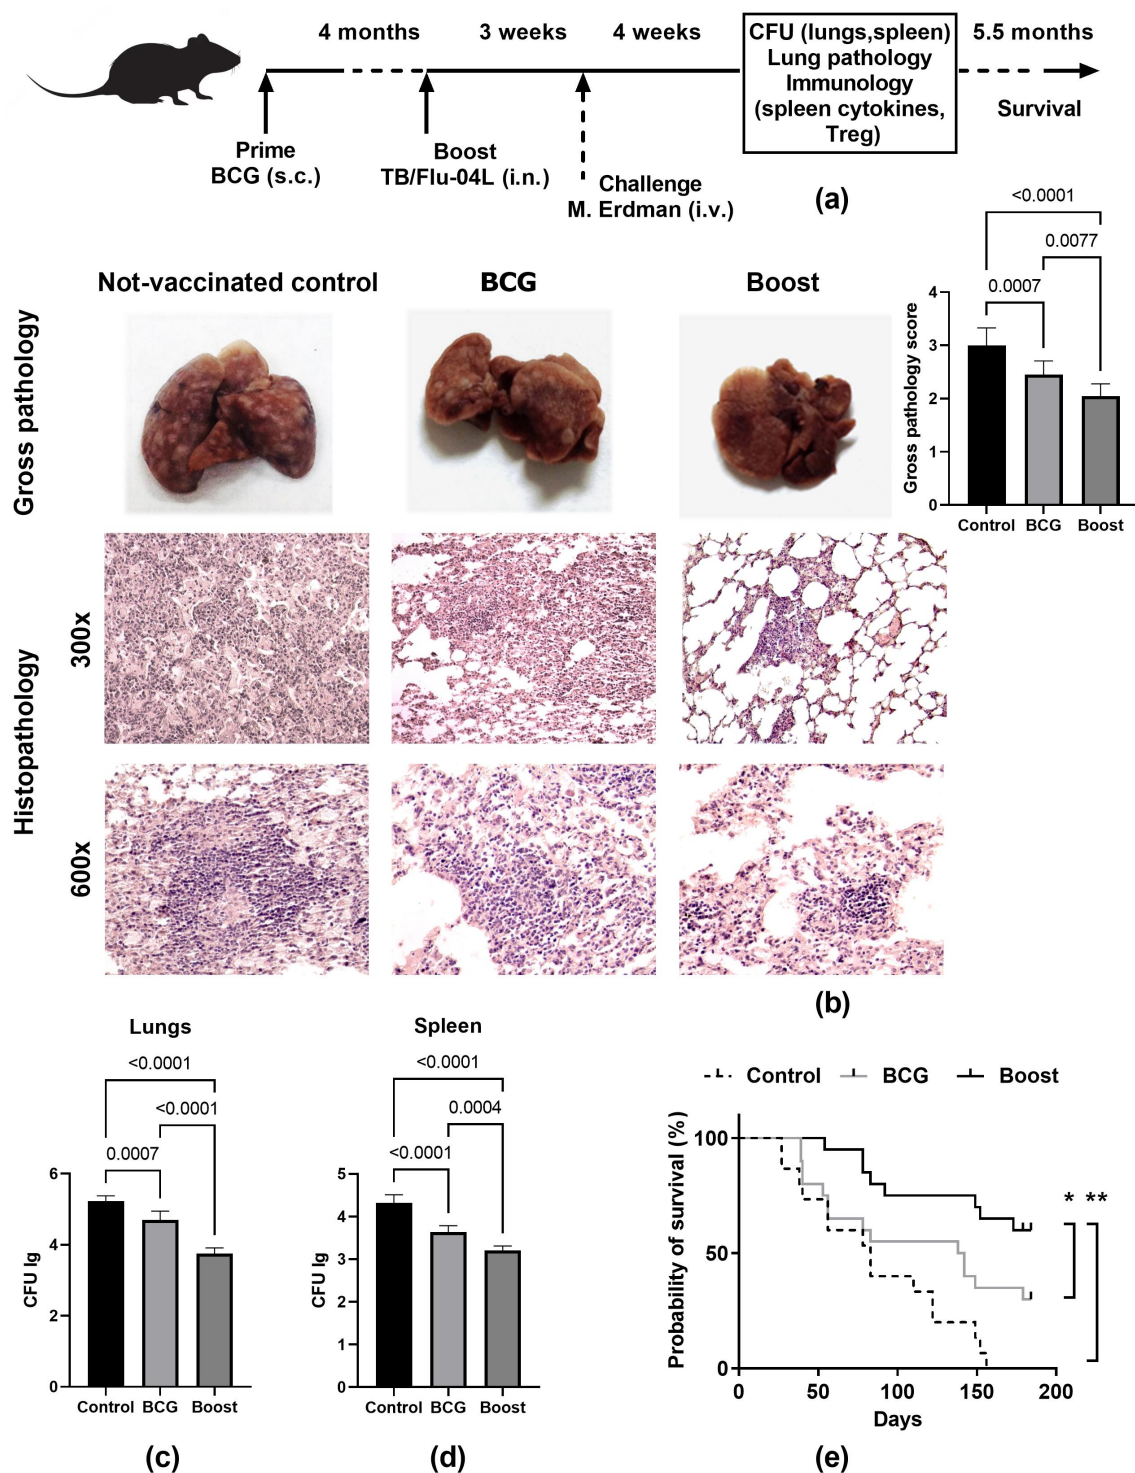 4 months
3 weeks
4 weeks
CFU (lungs,spleen)
Lung pathology
Immunology
(spleen cytokines,
Treg)
5.5 months
Survival
Prime
BCG (s.c.)
Boost
TB/Flu-04L (i.n.)
Challenge
M. Erdman (i.v.)
(a)
Not-vaccinated control
BCG
Boost
Gross pathology
Histopathology
300x
600x
<0.0001
0.0077
0.0007
Gross pathology score
4
3
2
1
0
Control
BCG
Boost
(b)
Lungs
<0.0001
<0.0001
0.0007
CFU lg
6
4
2
0
Control
BCG
Boost
(c)
Spleen
<0.0001
0.0004
<0.0001
CFU lg
5
4
3
2
1
0
Control
BCG
Boost
(d)
Control
BCG
Boost
Probability of survival (%)
100
50
0
* **
0
50
100
150
200
Days
(e)